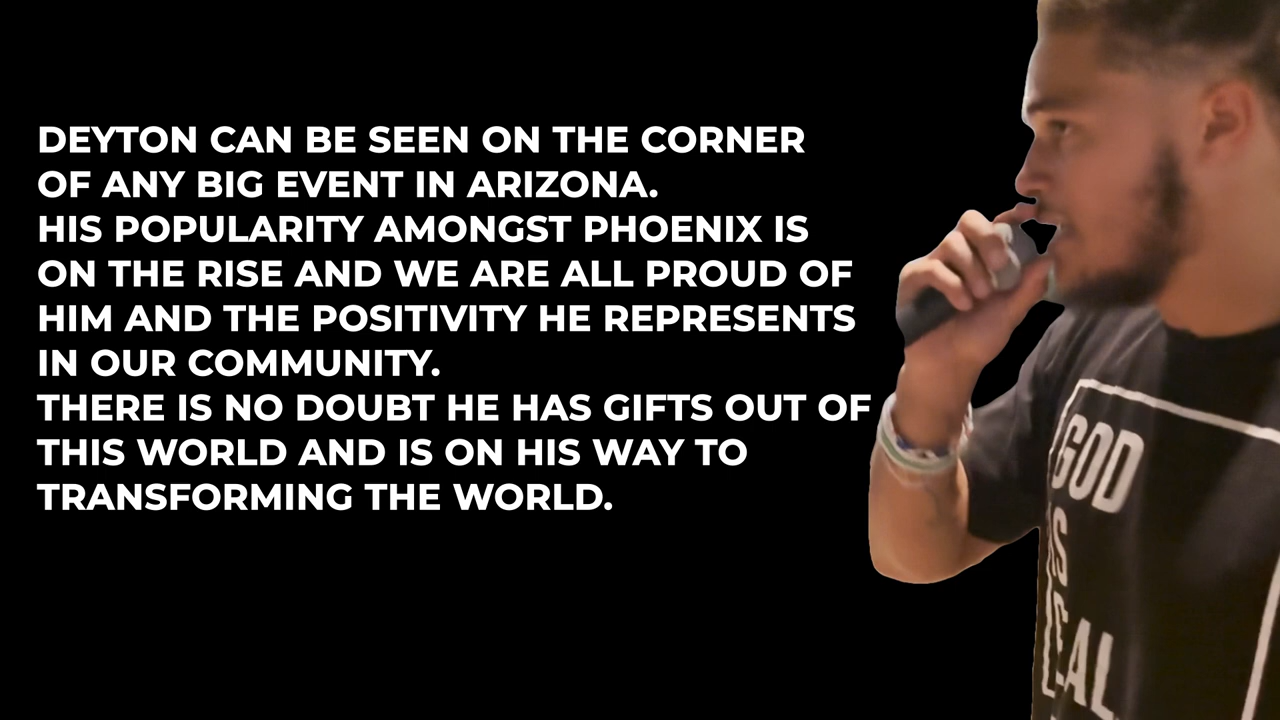 DEYTON CAN BE SEEN ON THE CORNER
OF ANY BIG EVENT IN ARIZONA.
HIS POPULARITY AMONGST PHOENIX IS
ON THE RISE AND WE ARE ALL PROUD OF
HIM AND THE POSITIVITY HE REPRESENTS
IN OUR COMMUNITY.
THERE IS NO DOUBT HE HAS GIFTS OUT OF
THIS WORLD AND IS ON HIS WAY TO
TRANSFORMING THE WORLD.
GOD
IS
REAL